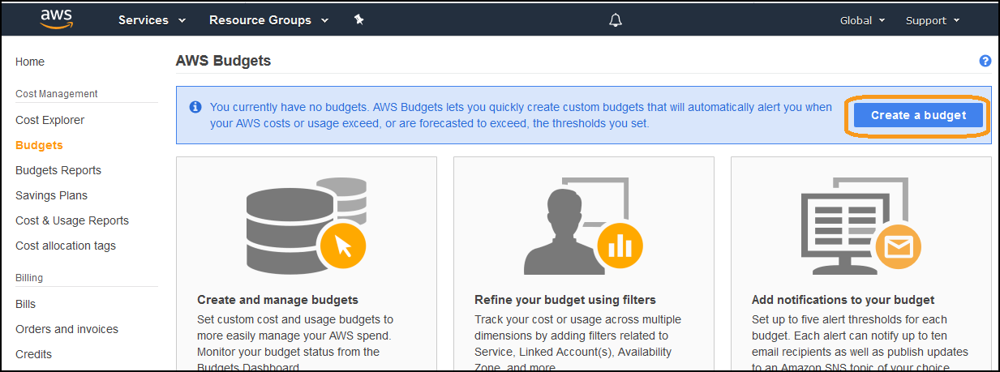 aws
Services
Resource Groups
Global
Support
Home
Cost Management
Cost Explorer
Budgets
Budgets Reports
Savings Plans
Cost & Usage Reports
Cost allocation tags
Billing
Bills
Orders and invoices
Credits
AWS Budgets
?
i
You currently have no budgets. AWS Budgets lets you quickly create custom budgets that will automatically alert you when
your AWS costs or usage exceed, or are forecasted to exceed, the thresholds you set.
Create a budget
Create and manage budgets
Set custom cost and usage budgets to
more easily manage your AWS spend.
Monitor your budget status from the
Budgets Dashboard.
Refine your budget using filters
Track your cost or usage across multiple
dimensions by adding filters related to
Service, Linked Account(s), Availability
Zone, and more.
Add notifications to your budget
Set up to five alert thresholds for each
budget. Each alert can notify up to ten
email recipients as well as publish updates
to an Amazon SNS topic of your choice.